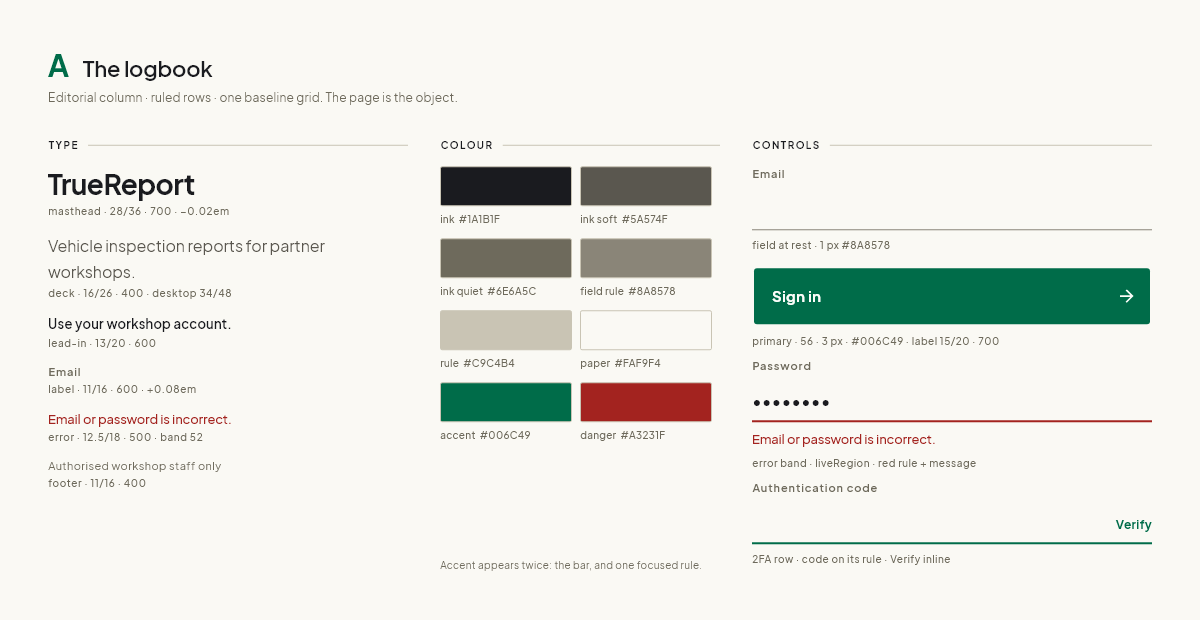 A The logbook
Editorial column · ruled rows · one baseline grid. The page is the object.
TYPE
TrueReport
masthead · 28/36 · 700 · −0.02em
Vehicle inspection reports for partner
workshops.
deck · 16/26 · 400 · desktop 34/48
Use your workshop account.
lead-in · 13/20 · 600
Email
label · 11/16 · 600 · +0.08em
Email or password is incorrect.
error · 12.5/18 · 500 · band 52
Authorised workshop staff only
footer · 11/16 · 400
COLOUR
ink #1A1B1F
ink soft #5A574F
ink quiet #6E6A5C
field rule #8A8578
rule #C9C4B4
paper #FAF9F4
accent #006C49
danger #A3231F
Accent appears twice: the bar, and one focused rule.
CONTROLS
Email
field at rest · 1 px #8A8578
Sign in →
primary · 56 · 3 px · #006C49 · label 15/20 · 700
Password
••••••••
Email or password is incorrect.
error band · liveRegion · red rule + message
Authentication code
Verify
2FA row · code on its rule · Verify inline